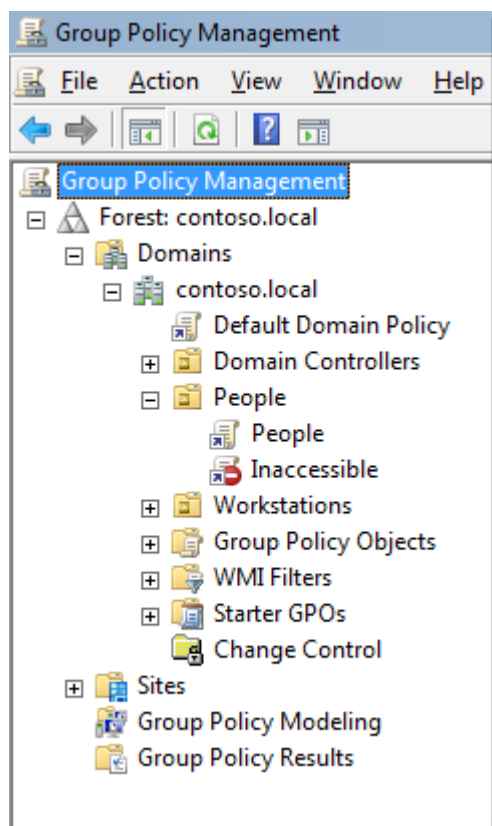 Group Policy Management
File Action View Window Help
Group Policy Management
Forest: contoso.local
Domains
contoso.local
Default Domain Policy
Domain Controllers
People
People
Inaccessible
Workstations
Group Policy Objects
WMI Filters
Starter GPOs
Change Control
Sites
Group Policy Modeling
Group Policy Results